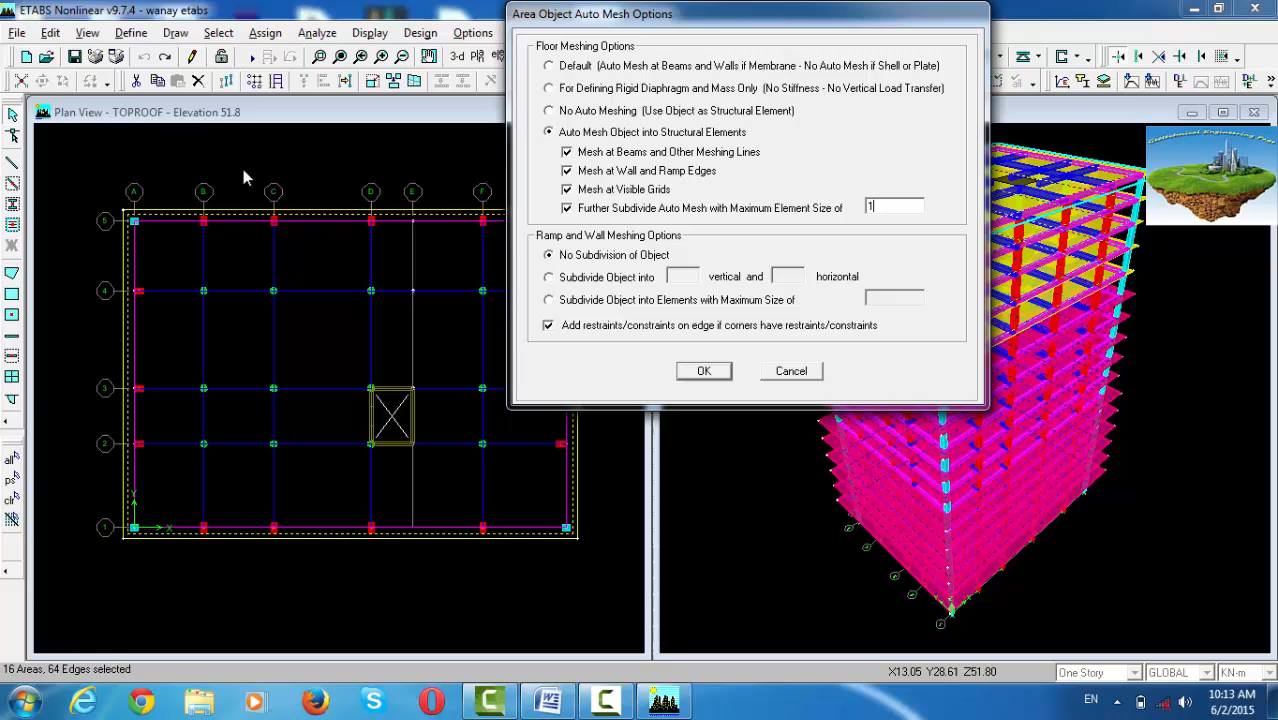 ETABS Nonlinear v9.7.4 - wanay etabs
File Edit View Define Draw Select Assign Analyze Display Design Options
3-d
Plan View - TOPROOF - Elevation 51.8
Area Object Auto Mesh Options
Floor Meshing Options
Default (Auto Mesh at Beams and Walls if Membrane - No Auto Mesh if Shell or Plate)
For Defining Rigid Diaphragm and Mass Only (No Stiffness - No Vertical Load Transfer)
No Auto Meshing (Use Object as Structural Element)
Auto Mesh Object into Structural Elements
Mesh at Beams and Other Meshing Lines
Mesh at Wall and Ramp Edges
Mesh at Visible Grids
Further Subdivide Auto Mesh with Maximum Element Size of 1
Ramp and Wall Meshing Options
No Subdivision of Object
Subdivide Object into vertical and horizontal
Subdivide Object into Elements with Maximum Size of
Add restraints/constraints on edge if corners have restraints/constraints
OK Cancel
A B C D E F
5
4
3
2
1
Y
X
all
ps
clr
16 Areas, 64 Edges selected
X13.05 Y28.61 Z51.80
One Story
GLOBAL
KN-m
EN
10:13 AM
6/2/2015